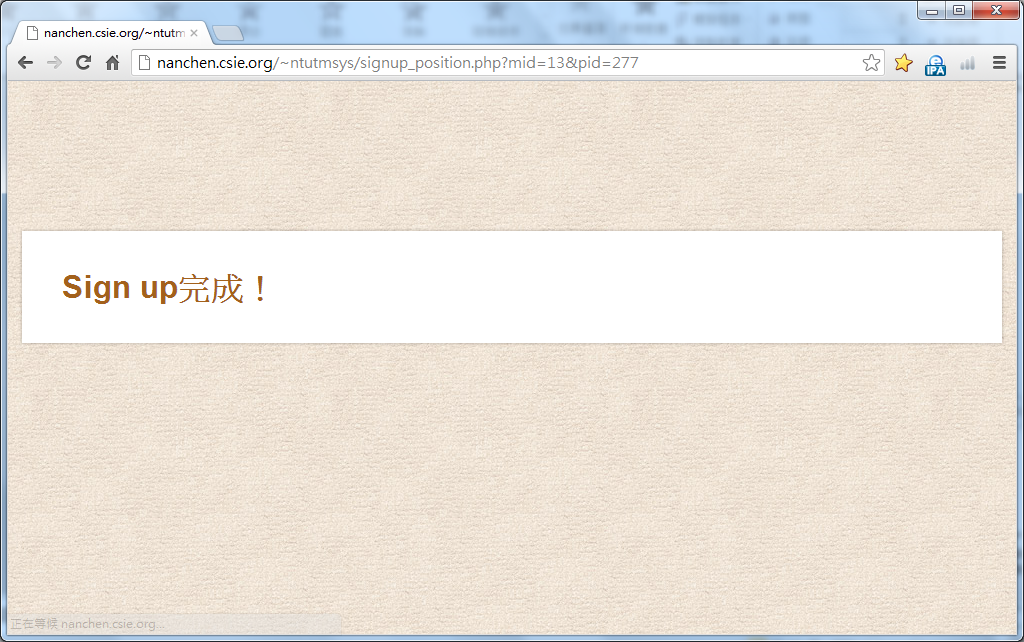 nanchen.csie.org/~ntutm
nanchen.csie.org/~ntutmsys/signup_position.php?mid=13&pid=277
IPA
Sign up完成！
正在等候 nanchen.csie.org...